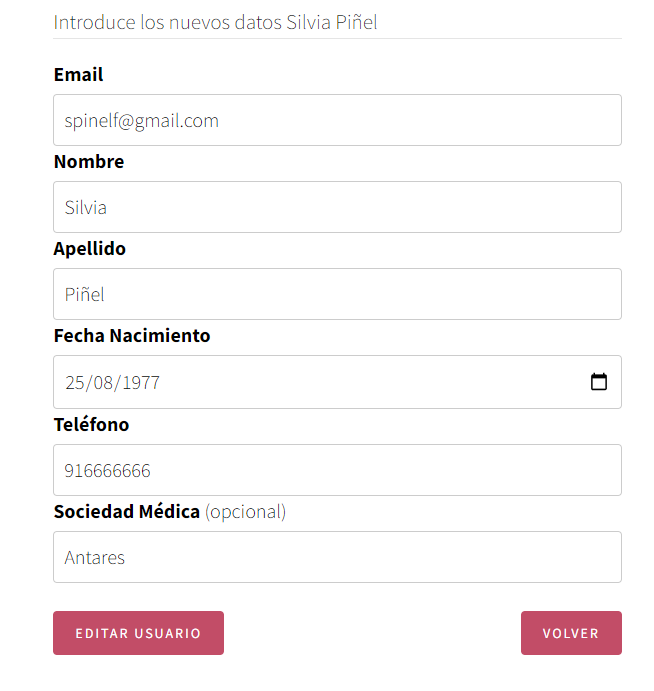 Introduce los nuevos datos Silvia Piñel
Email
spinelf@gmail.com
Nombre
Silvia
Apellido
Piñel
Fecha Nacimiento
25/08/1977
Teléfono
916666666
Sociedad Médica (opcional)
Antares
EDITAR USUARIO
VOLVER